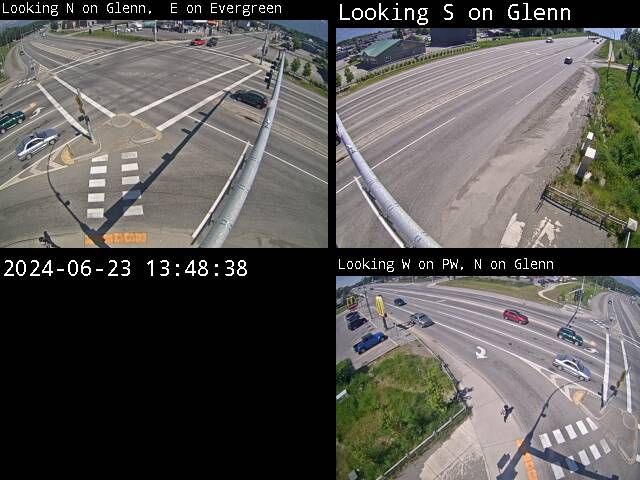 Looking N on Glenn, E on Evergreen
Looking S on Glenn
2024-06-23 13:48:38
Looking W on PW, N on Glenn